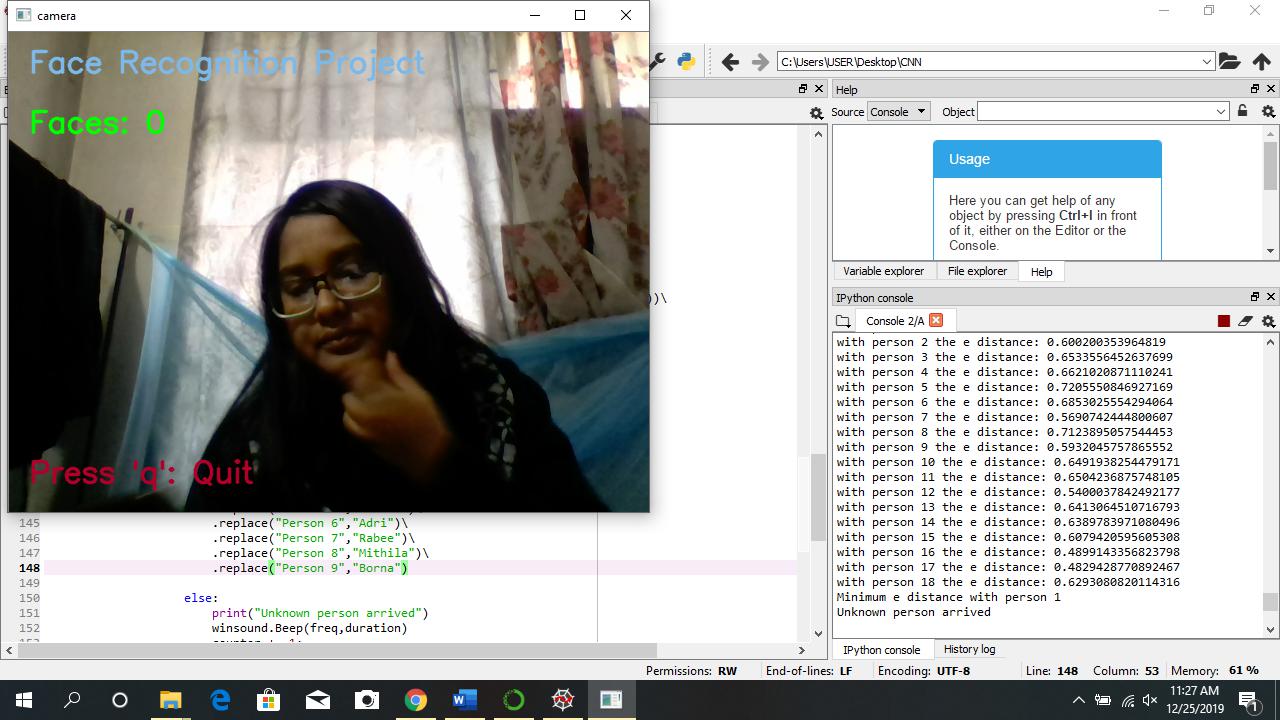 camera
Face Recognition Project
Faces: 0
Press 'q': Quit
C:\Users\USER\Desktop\CNN
Help
Source Console Object
Usage
Here you can get help of any
object by pressing Ctrl+I in front
of it, either on the Editor or the
Console.
Variable explorer File explorer Help
))\
145 .replace("Person 6","Adri")\
146 .replace("Person 7","Rabee")\
147 .replace("Person 8","Mithila")\
148 .replace("Person 9","Borna")
149
150 else:
151 print("Unknown person arrived")
152 winsound.Beep(freq,duration)
IPython console
Console 2/A
with person 2 the e distance: 0.600200353964819
with person 3 the e distance: 0.6533556452637699
with person 4 the e distance: 0.6621020871110241
with person 5 the e distance: 0.7205550846927169
with person 6 the e distance: 0.6853025554294064
with person 7 the e distance: 0.5690742444800607
with person 8 the e distance: 0.7123895057544453
with person 9 the e distance: 0.5932045757865552
with person 10 the e distance: 0.6491938254479171
with person 11 the e distance: 0.6504236875748105
with person 12 the e distance: 0.5400037842492177
with person 13 the e distance: 0.6413064510716793
with person 14 the e distance: 0.6369783971080496
with person 15 the e distance: 0.6079420595605308
with person 16 the e distance: 0.4899143356823798
with person 17 the e distance: 0.4829428770892467
with person 18 the e distance: 0.6293080820114316
Minimum e distance with person 1
Unknown person arrived
IPython console History log
Permissions: RW End-of-lines: LF Encoding: UTF-8 Line: 148 Column: 53 Memory: 61 %
11:27 AM
12/25/2019
1